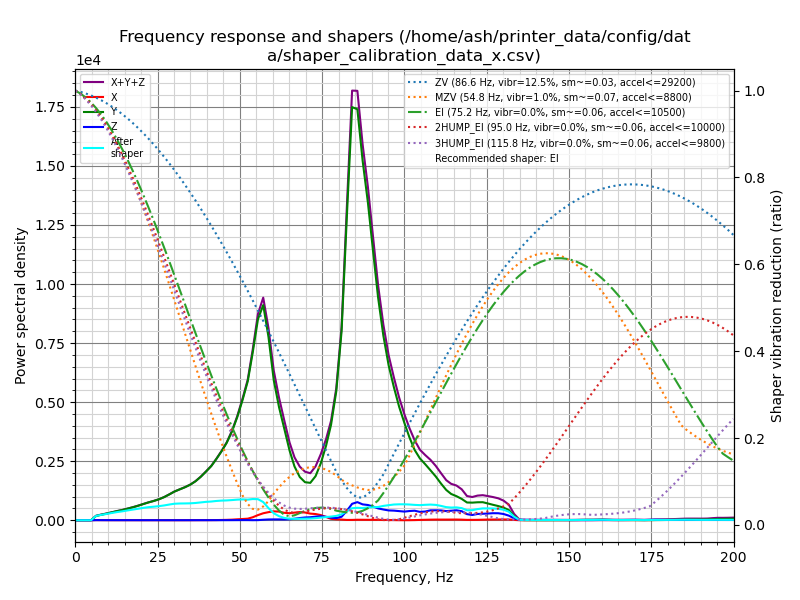 Frequency response and shapers (/home/ash/printer_data/config/dat
a/shaper_calibration_data_x.csv)
1e4
X+Y+Z
X
Y
Z
After
shaper
ZV (86.6 Hz, vibr=12.5%, sm~=0.03, accel<=29200)
MZV (54.8 Hz, vibr=1.0%, sm~=0.07, accel<=8800)
EI (75.2 Hz, vibr=0.0%, sm~=0.06, accel<=10500)
2HUMP_EI (95.0 Hz, vibr=0.0%, sm~=0.06, accel<=10000)
3HUMP_EI (115.8 Hz, vibr=0.0%, sm~=0.06, accel<=9800)
Recommended shaper: EI
1.75
1.50
1.25
1.00
0.75
0.50
0.25
0.00
Power spectral density
1.0
0.8
0.6
0.4
0.2
0.0
Shaper vibration reduction (ratio)
0 25 50 75 100 125 150 175 200
Frequency, Hz